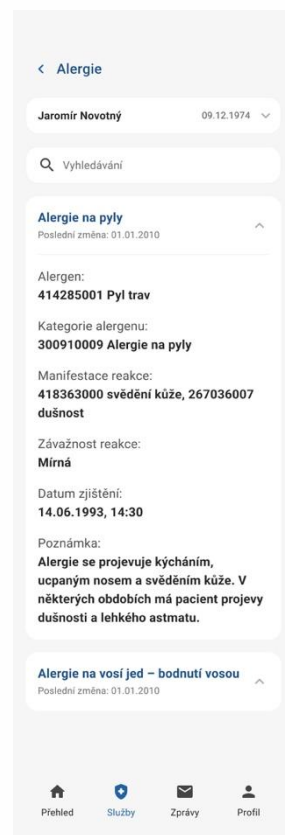 Alergie
Jaromír Novotný 09.12.1974
Vyhledávání
Alergie na pyly
Poslední změna: 01.01.2010
Alergen:
414285001 Pyl trav
Kategorie alergenu:
300910009 Alergie na pyly
Manifestace reakce:
418363000 svědění kůže, 267036007
dušnost
Závažnost reakce:
Mírná
Datum zjištění:
14.06.1993, 14:30
Poznámka:
Alergie se projevuje kýcháním,
ucpaným nosem a svěděním kůže. V
některých obdobích má pacient projevy
dušnosti a lehkého astmatu.
Alergie na vosí jed – bodnutí vosou
Poslední změna: 01.01.2010
Přehled Služby Zprávy Profil